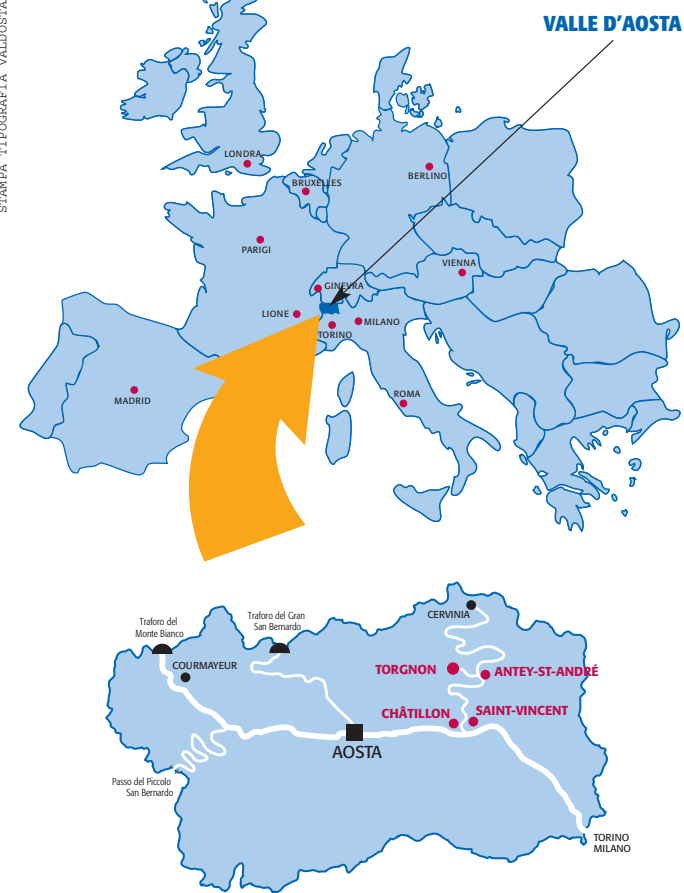 STAMPA TIPOGRAFIA VALDOSTA
VALLE D'AOSTA
LONDRA
BRUXELLES
BERLINO
PARIGI
VIENNA
GINEVRA
LIONE
MILANO
TORINO
MADRID
ROMA
CERVINIA
Traforo del Gran
San Bernardo
Traforo del
Monte Bianco
COURMAYEUR
TORGNON
ANTEY-ST-ANDRÉ
CHÂTILLON
SAINT-VINCENT
AOSTA
Passo del Piccolo
San Bernardo
TORINO
MILANO